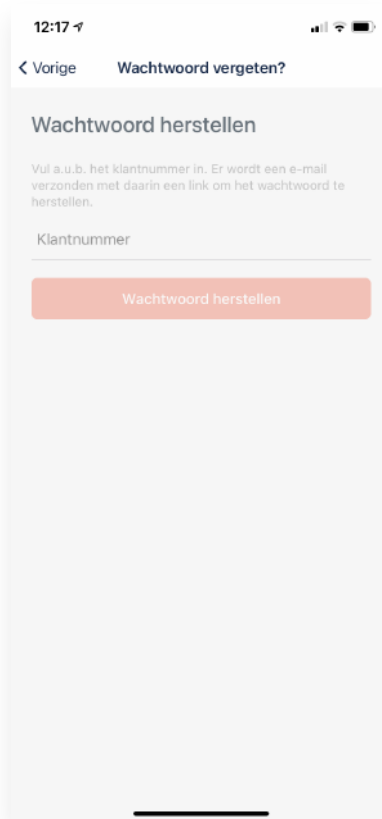 12:17
Vorige Wachtwoord vergeten?
Wachtwoord herstellen
Vul a.u.b. het klantnummer in. Er wordt een e-mail
verzonden met daarin een link om het wachtwoord te
herstellen.
Klantnummer
Wachtwoord herstellen